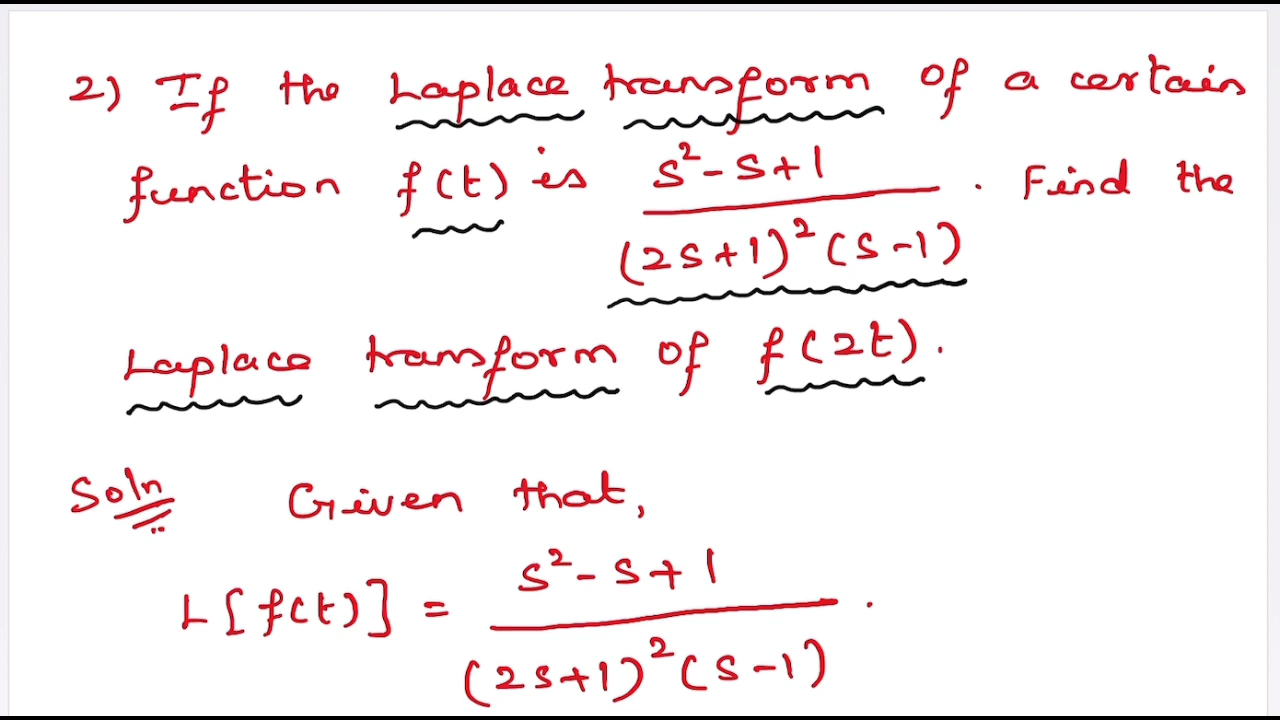 2) If the Laplace transform of a certain
function f(t) is (s²-s+1)/((2s+1)²(s-1)). Find the
Laplace transform of f(2t).
Soln Given that,
L[f(t)] = (s²-s+1)/((2s+1)²(s-1)).